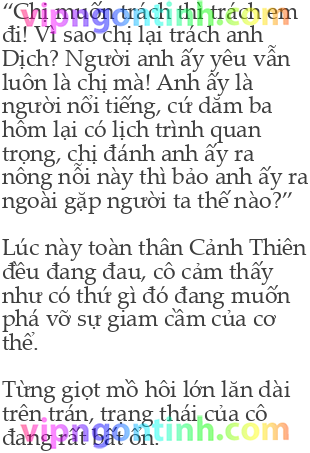 “Chị muốn trách thì trách em
đi! Vì sao chị lại trách anh
Dịch? Người anh ấy yêu vẫn
luôn là chị mà! Anh ấy là
người nổi tiếng, cứ dăm ba
hôm lại có lịch trình quan
trọng, chị đánh anh ấy ra
nông nỗi này thì bảo anh ấy ra
ngoài gặp người ta thế nào?”
Lúc này toàn thân Cảnh Thiên
đều đang đau, cô cảm thấy
như có thứ gì đó đang muốn
phá vỡ sự giam cầm của cơ
thể.
Từng giọt mồ hôi lớn lăn dài
trên trán, trạng thái của cô
đang rất bất ổn.
vipngontinh.com
vipngontinh.com